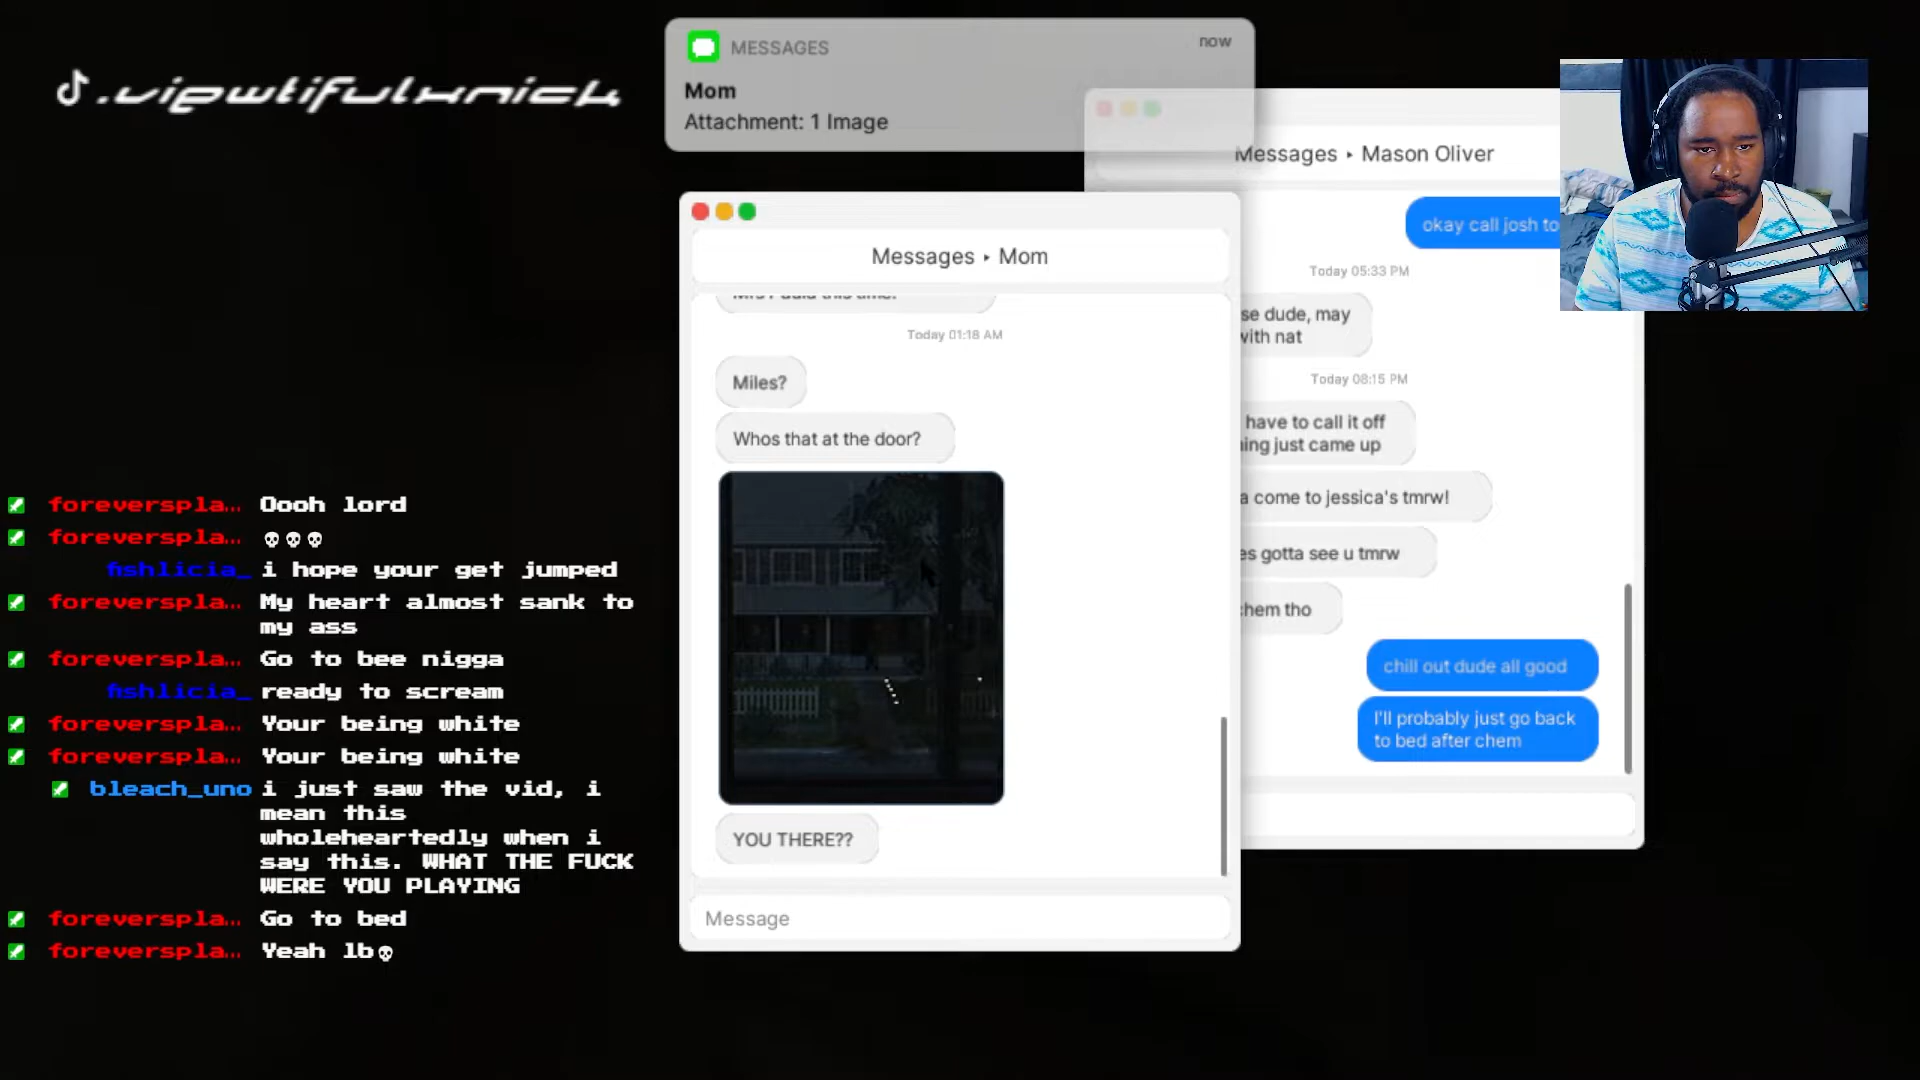 .viewtifulxnick
MESSAGES
now
Mom
Attachment: 1 Image
Messages ‣ Mason Oliver
okay call josh to
Today 05:33 PM
se dude, may
with nat
Today 08:15 PM
have to call it off
ing just came up
a come to jessica's tmrw!
es gotta see u tmrw
chem tho
chill out dude all good
I'll probably just go back
to bed after chem
Messages ‣ Mom
Today 01:18 AM
Miles?
Whos that at the door?
YOU THERE??
Message
foreverspla... Oooh lord
foreverspla... 💀💀💀
fishlicia_ i hope your get jumped
foreverspla... My heart almost sank to
my ass
foreverspla... Go to bee nigga
fishlicia_ ready to scream
foreverspla... Your being white
foreverspla... Your being white
bleach_uno i just saw the vid, i
mean this
wholeheartedly when i
say this. WHAT THE FUCK
WERE YOU PLAYING
foreverspla... Go to bed
foreverspla... Yeah lb💀